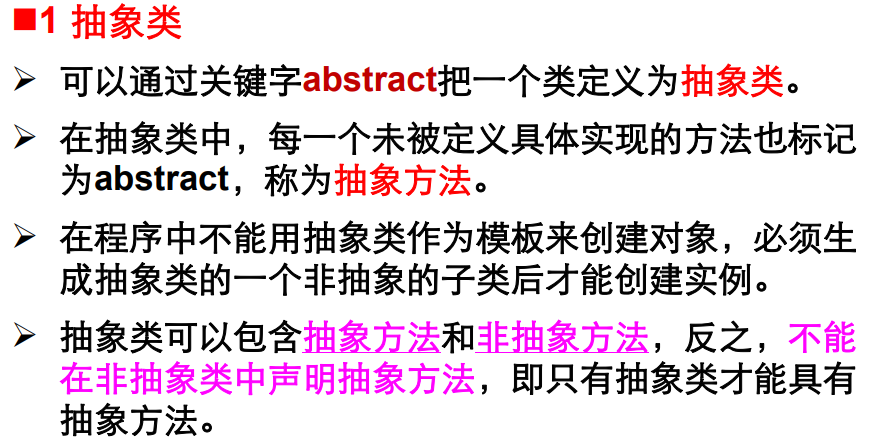 ■1 抽象类
➢ 可以通过关键字abstract把一个类定义为抽象类。
➢ 在抽象类中，每一个未被定义具体实现的方法也标记
为abstract，称为抽象方法。
➢ 在程序中不能用抽象类作为模板来创建对象，必须生
成抽象类的一个非抽象的子类后才能创建实例。
➢ 抽象类可以包含抽象方法和非抽象方法，反之，不能
在非抽象类中声明抽象方法，即只有抽象类才能具有
抽象方法。